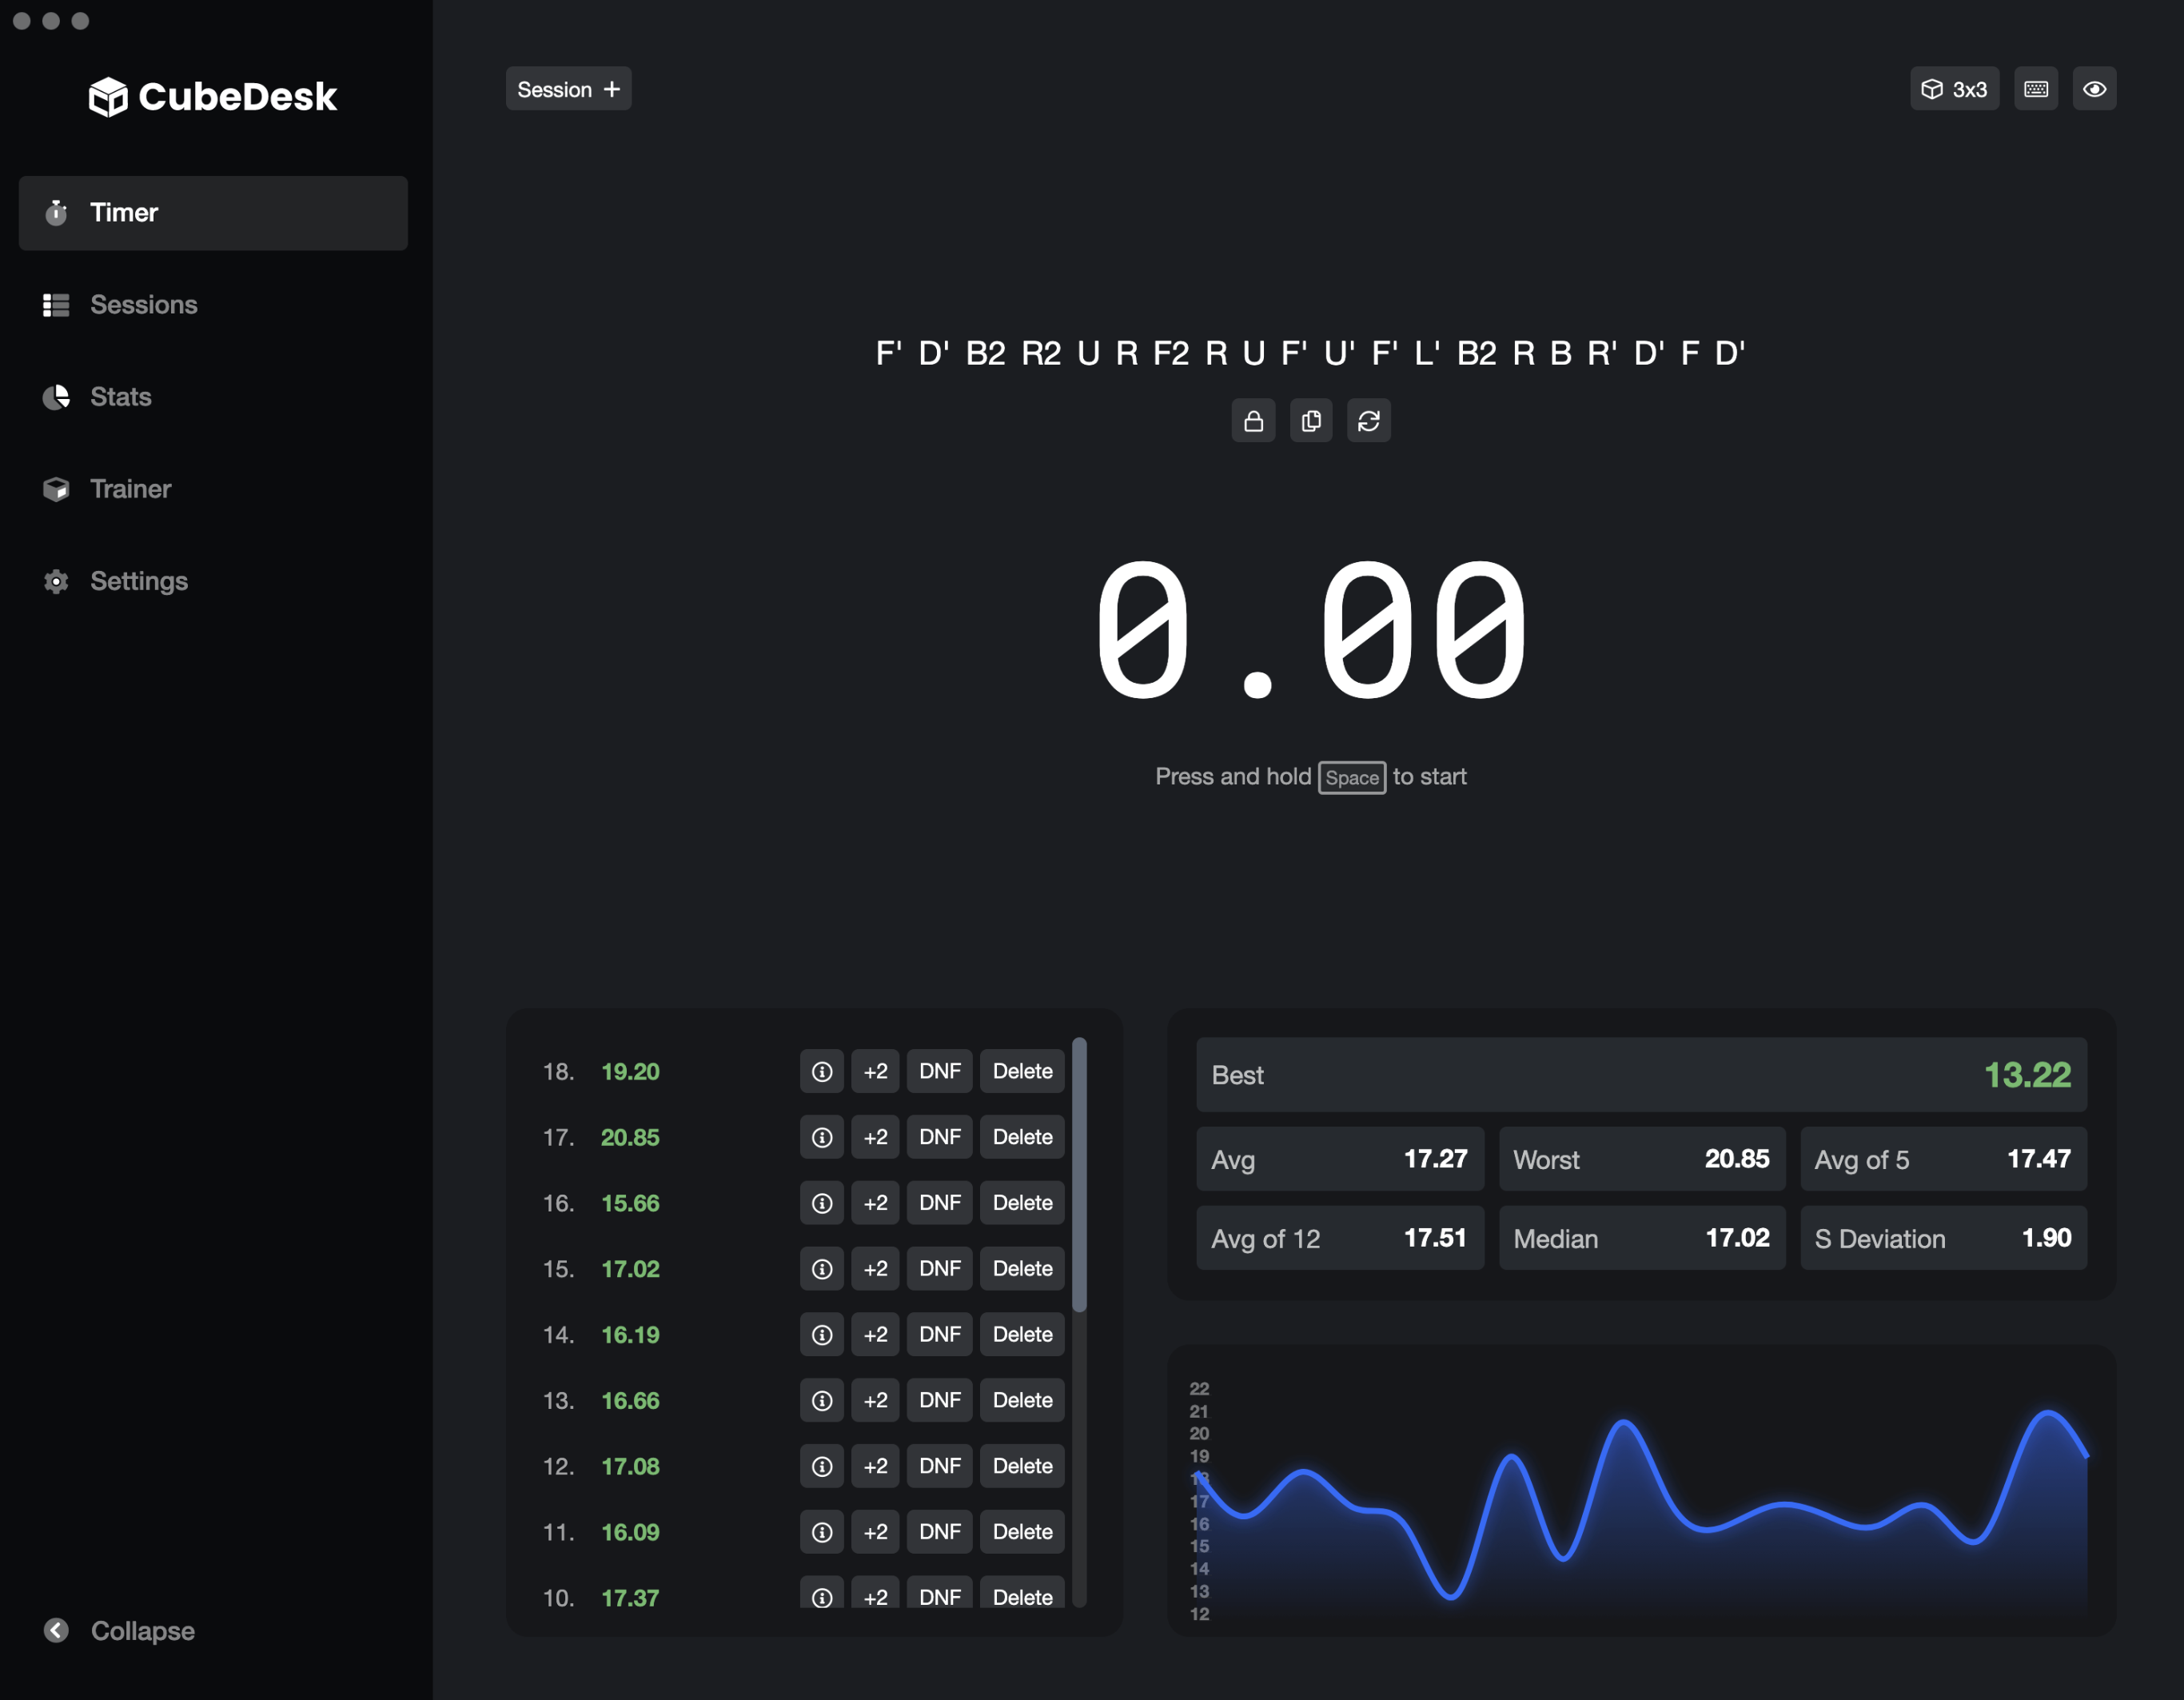 CubeDesk
Timer
Sessions
Stats
Trainer
Settings
Collapse
Session +
3x3
F' D' B2 R2 U R F2 R U F' U' F' L' B2 R B R' D' F D'
0.00
Press and hold Space to start
18. 19.20 +2 DNF Delete
17. 20.85 +2 DNF Delete
16. 15.66 +2 DNF Delete
15. 17.02 +2 DNF Delete
14. 16.19 +2 DNF Delete
13. 16.66 +2 DNF Delete
12. 17.08 +2 DNF Delete
11. 16.09 +2 DNF Delete
10. 17.37 +2 DNF Delete
Best 13.22
Avg 17.27 Worst 20.85 Avg of 5 17.47
Avg of 12 17.51 Median 17.02 S Deviation 1.90
22
21
20
19
18
17
16
15
14
13
12